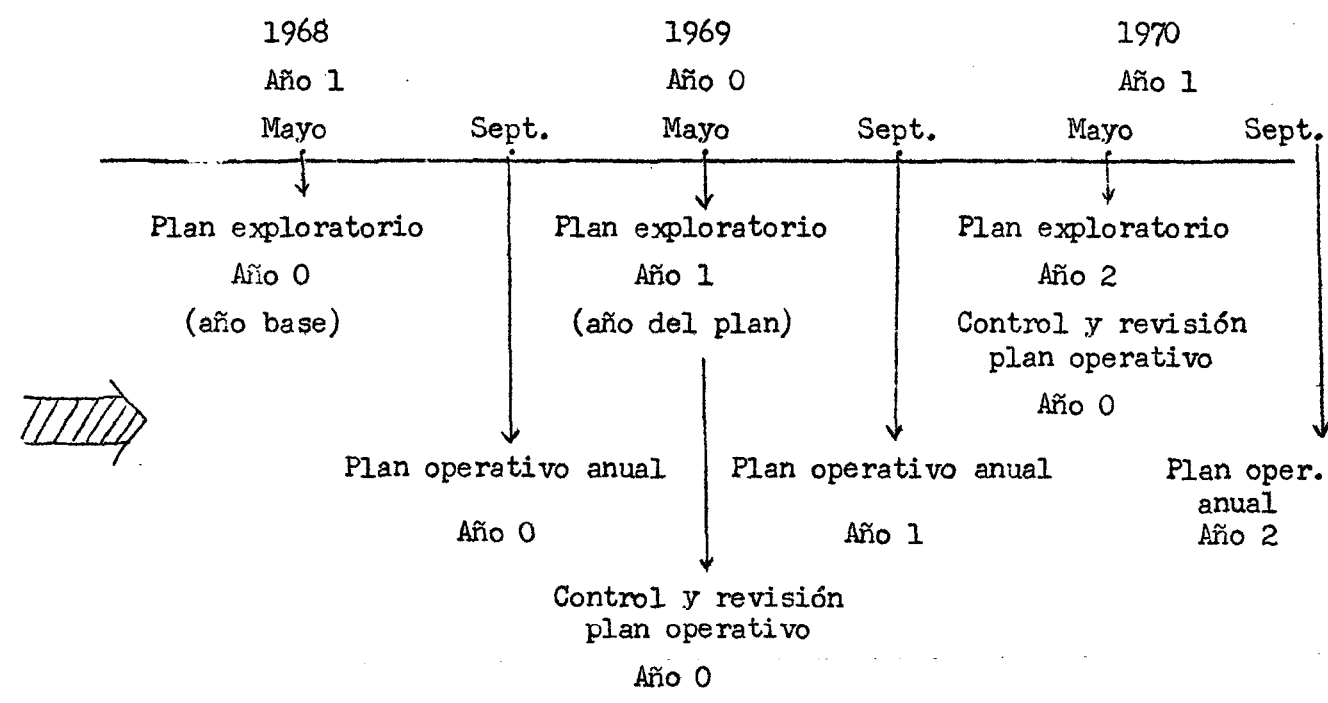 1968 1969 1970
Año 1 Año 0 Año 1
Mayo Sept. Mayo Sept. Mayo Sept.
Plan exploratorio Plan exploratorio Plan exploratorio
Año 0 Año 1 Año 2
(año base) (año del plan) Control y revisión
plan operativo
Año 0
Plan operativo anual Plan operativo anual Plan oper.
anual
Año 0 Año 1 Año 2
Control y revisión
plan operativo
Año 0